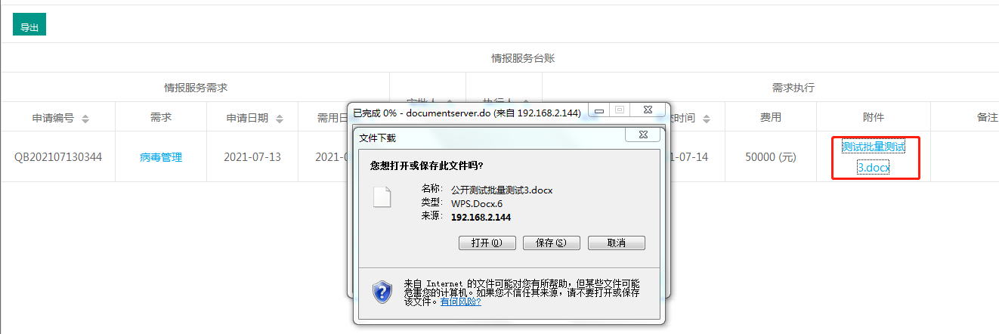 导出
情报服务台账
情报服务需求
审批人
执行人
需求执行
申请编号
需求
申请日期
需用日
时间
费用
附件
备注
QB202107130344
病毒管理
2021-07-13
2021-0
1-07-14
50000 (元)
测试批量测试
3.docx
已完成 0% - documentserver.do (来自 192.168.2.144)
文件下载
您想打开或保存此文件吗?
名称: 公开测试批量测试3.docx
类型: WPS.Docx.6
来源: 192.168.2.144
打开(O)
保存(S)
取消
来自 Internet 的文件可能对您有所帮助，但某些文件可能
危害您的计算机。如果您不信任其来源，请不要打开或保存
该文件。有何风险?